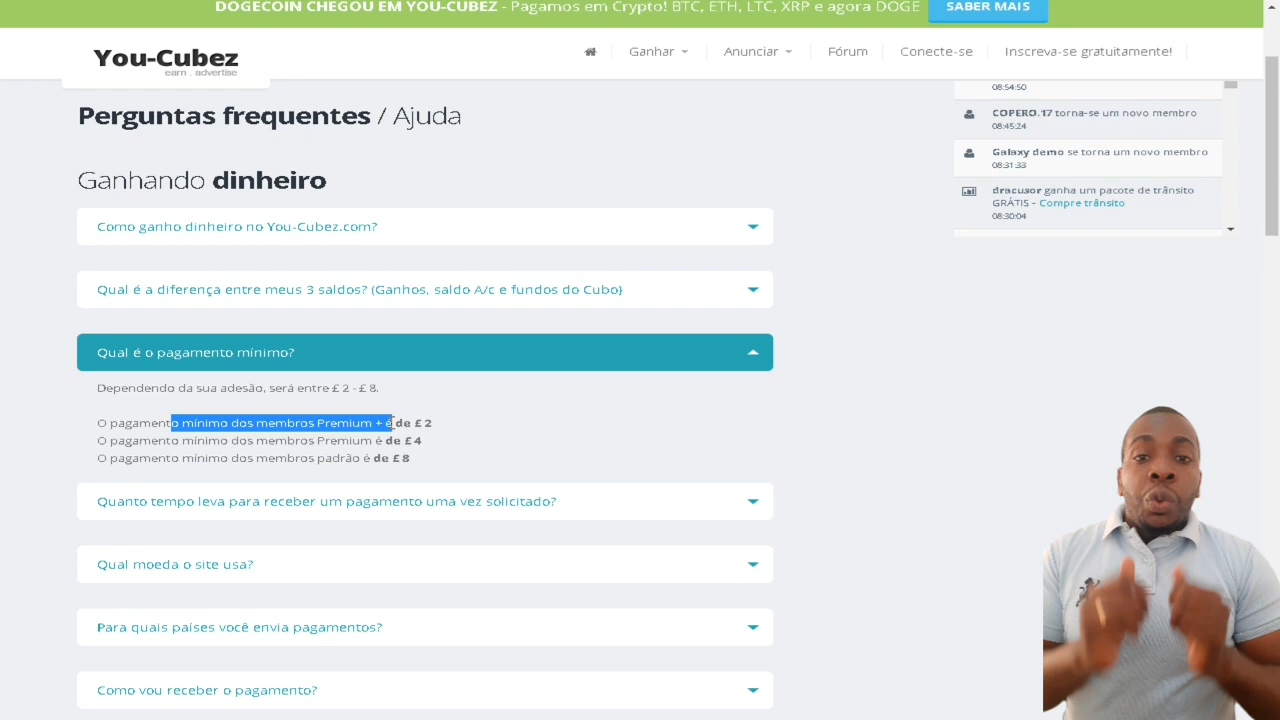 DOGECOIN CHEGOU EM YOU-CUBEZ - Pagamos em Crypto! BTC, ETH, LTC, XRP e agora DOGE
SABER MAIS
You-Cubez
earn . advertise
Ganhar
Anunciar
Fórum
Conecte-se
Inscreva-se gratuitamente!
Perguntas frequentes / Ajuda
08:54:50
COPERO.17 torna-se um novo membro
08:45:24
Galaxy demo se torna um novo membro
08:31:33
dracusor ganha um pacote de trânsito
GRÁTIS - Compre trânsito
08:30:04
Ganhando dinheiro
Como ganho dinheiro no You-Cubez.com?
Qual é a diferença entre meus 3 saldos? (Ganhos, saldo A/c e fundos do Cubo)
Qual é o pagamento mínimo?
Dependendo da sua adesão, será entre £ 2 - £ 8.
O pagamento mínimo dos membros Premium + é de £ 2
O pagamento mínimo dos membros Premium é de £ 4
O pagamento mínimo dos membros padrão é de £ 8
Quanto tempo leva para receber um pagamento uma vez solicitado?
Qual moeda o site usa?
Para quais países você envia pagamentos?
Como vou receber o pagamento?